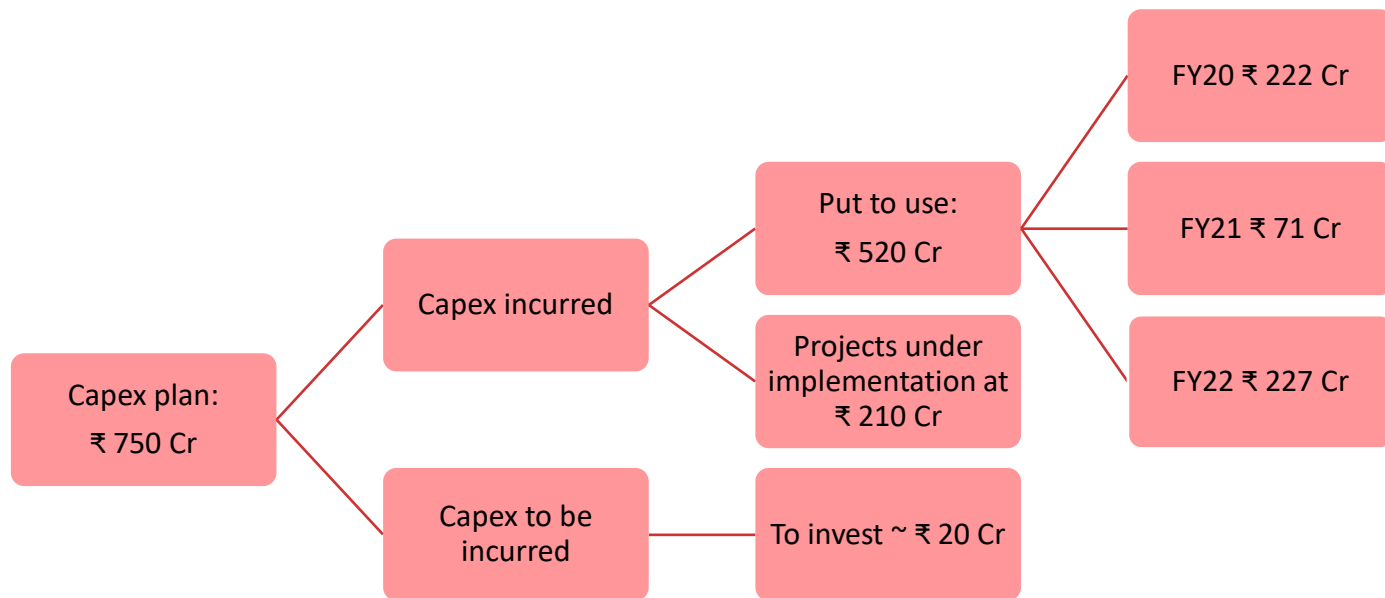 Capex plan:
₹ 750 Cr
Capex incurred
Capex to be
incurred
Put to use:
₹ 520 Cr
Projects under
implementation at
₹ 210 Cr
To invest ~ ₹ 20 Cr
FY20 ₹ 222 Cr
FY21 ₹ 71 Cr
FY22 ₹ 227 Cr